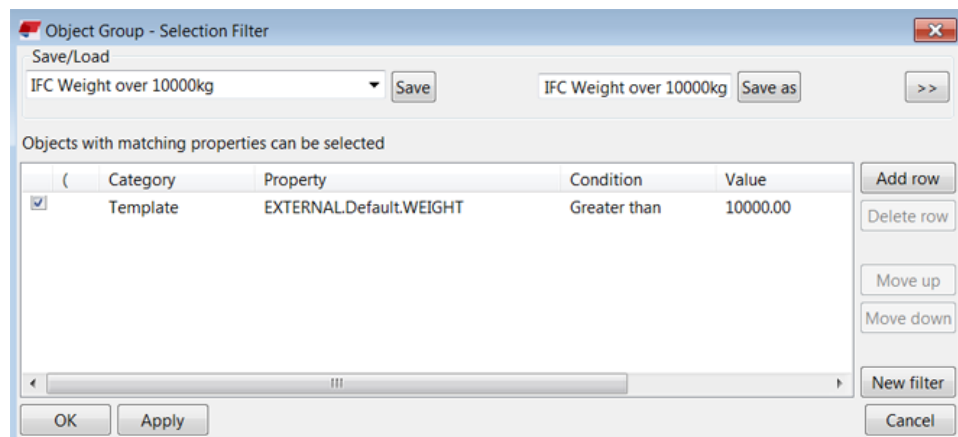 Object Group - Selection Filter
Save/Load
IFC Weight over 10000kg Save IFC Weight over 10000kg Save as >>
Objects with matching properties can be selected
( Category Property Condition Value Add row
Template EXTERNAL.Default.WEIGHT Greater than 10000.00
Delete row
Move up
Move down
New filter
OK Apply Cancel